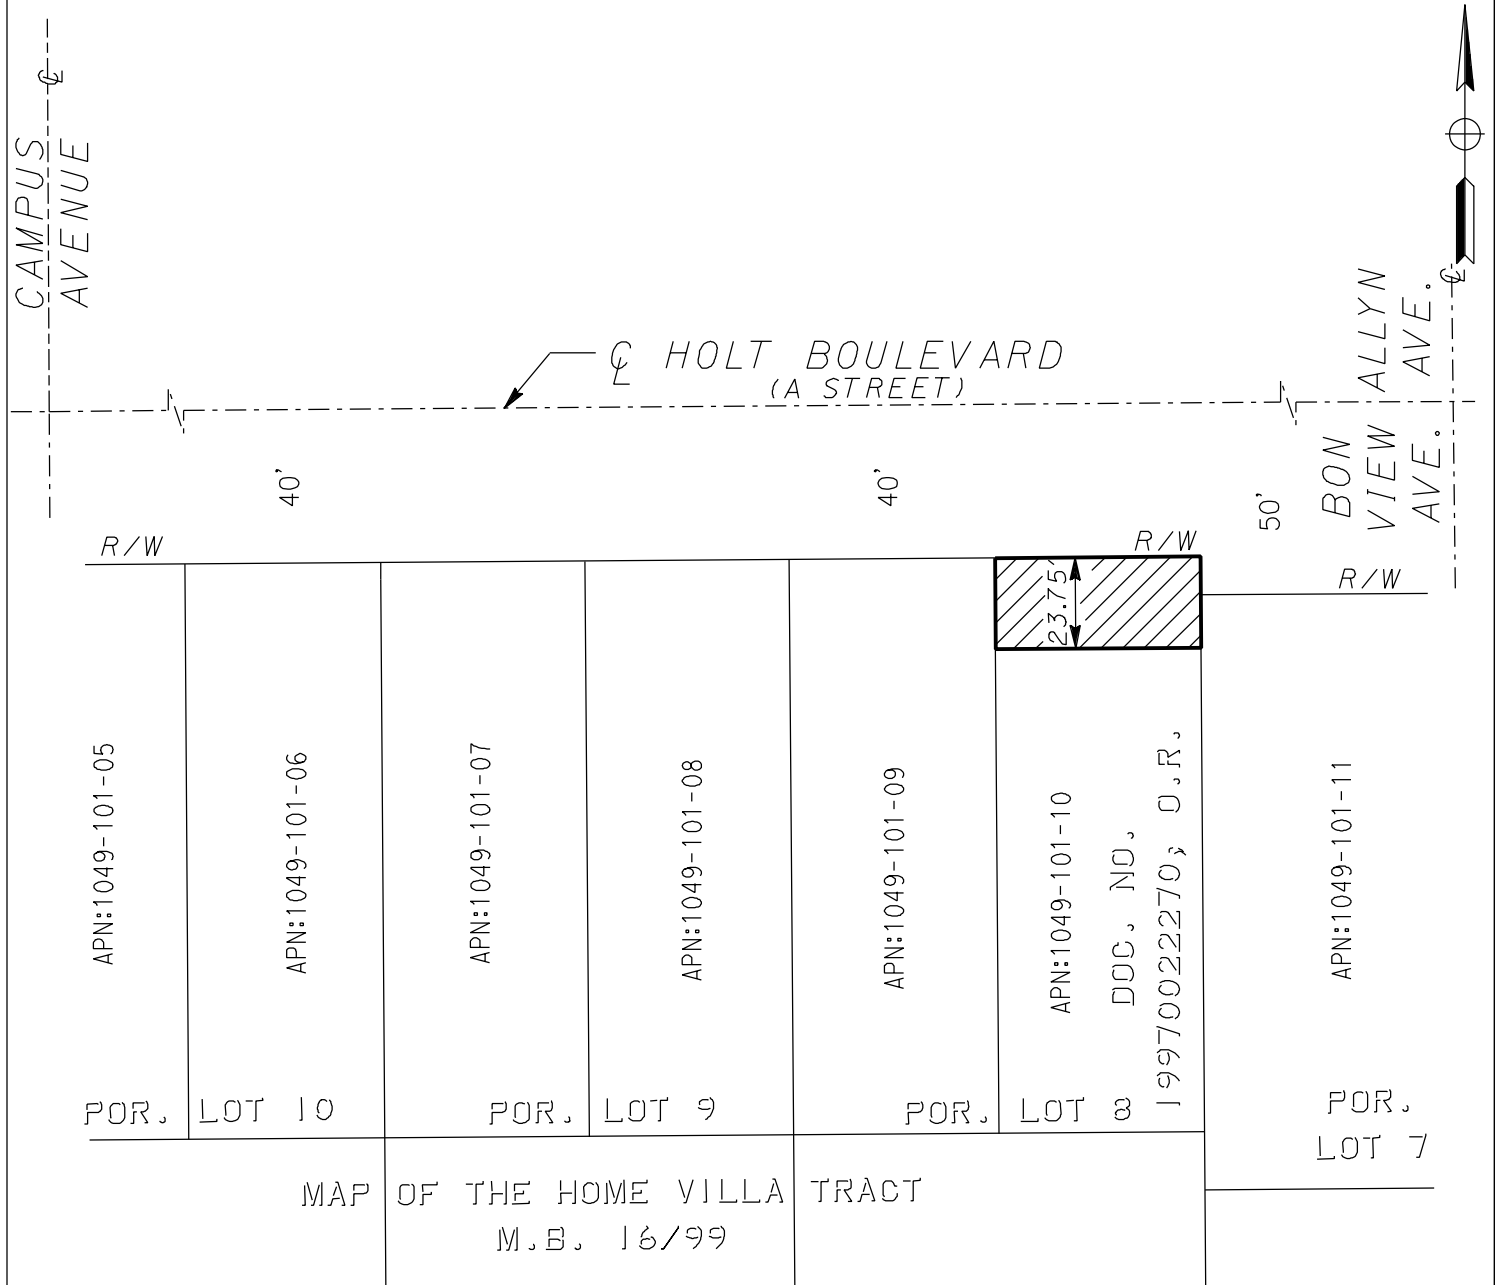 CAMPUS
AVENUE
℄
℄ HOLT BOULEVARD
(A STREET)
ALLYN
AVE.
℄
BON
VIEW
AVE.
40'
40'
50'
R/W
R/W
R/W
23.75'
APN:1049-101-05
APN:1049-101-06
APN:1049-101-07
APN:1049-101-08
APN:1049-101-09
APN:1049-101-10
DOC. NO.
19970022270; O.R.
APN:1049-101-11
POR. LOT 10
POR. LOT 9
POR. LOT 8
POR.
LOT 7
MAP OF THE HOME VILLA TRACT
M.B. 16/99